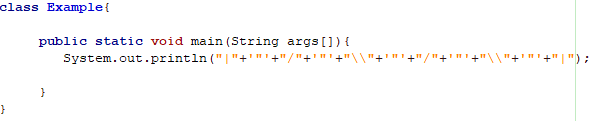 class Example{
public static void main(String args[]){
System.out.println("|"+'"'+"/"+'"'+"\\"+'"'+"/"+'"'+"\\"+'"'+"|");
}
}